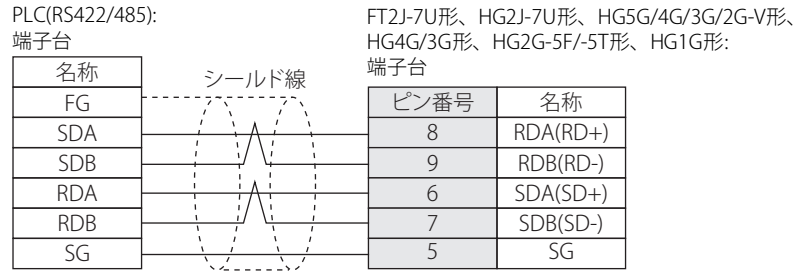 PLC(RS422/485):
端子台
FT2J-7U形、HG2J-7U形、HG5G/4G/3G/2G-V形、
HG4G/3G形、HG2G-5F/-5T形、HG1G形:
端子台
名称
シールド線
FG
ピン番号 名称
SDA 8 RDA(RD+)
SDB 9 RDB(RD-)
RDA 6 SDA(SD+)
RDB 7 SDB(SD-)
SG 5 SG